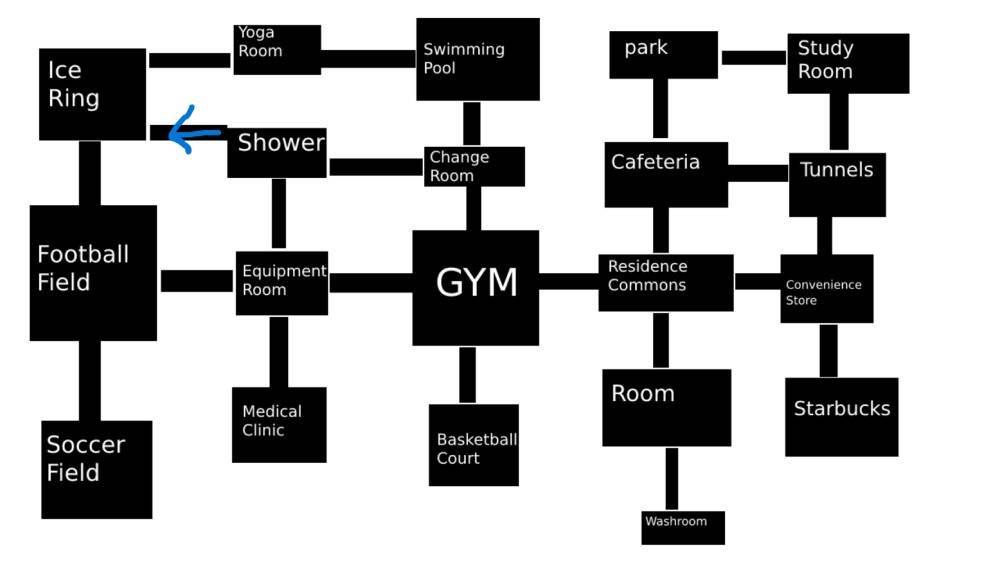 Yoga
Room
Swimming
Pool
park
Study
Room
Ice
Ring
Shower
Change
Room
Cafeteria
Tunnels
Football
Field
Equipment
Room
GYM
Residence
Commons
Convenience
Store
Medical
Clinic
Basketball
Court
Room
Starbucks
Soccer
Field
Washroom